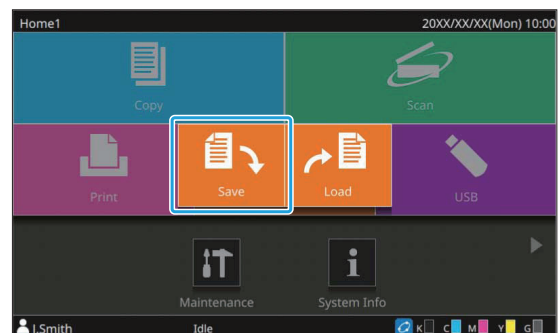 Home1 20XX/XX/XX(Mon) 10:00
Copy Scan
Print Save Load USB
Maintenance System Info
J.Smith Idle K C M Y G